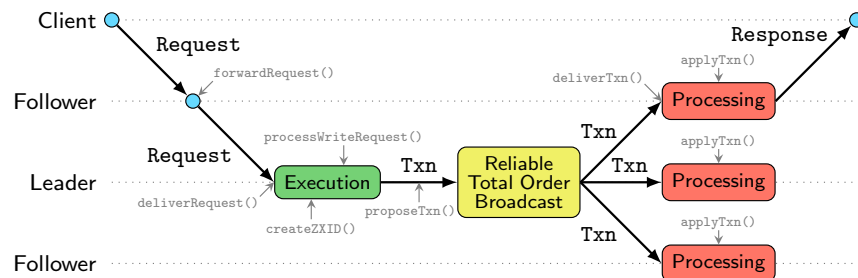 Client
Request
Response
forwardRequest()
applyTxn()
deliverTxn()
Follower
Processing
processWriteRequest()
Request
Txn
Txn
Txn
applyTxn()
Leader
Execution
Reliable
Total Order
Broadcast
Processing
deliverRequest()
proposeTxn()
createZXID()
Txn
applyTxn()
Follower
Processing